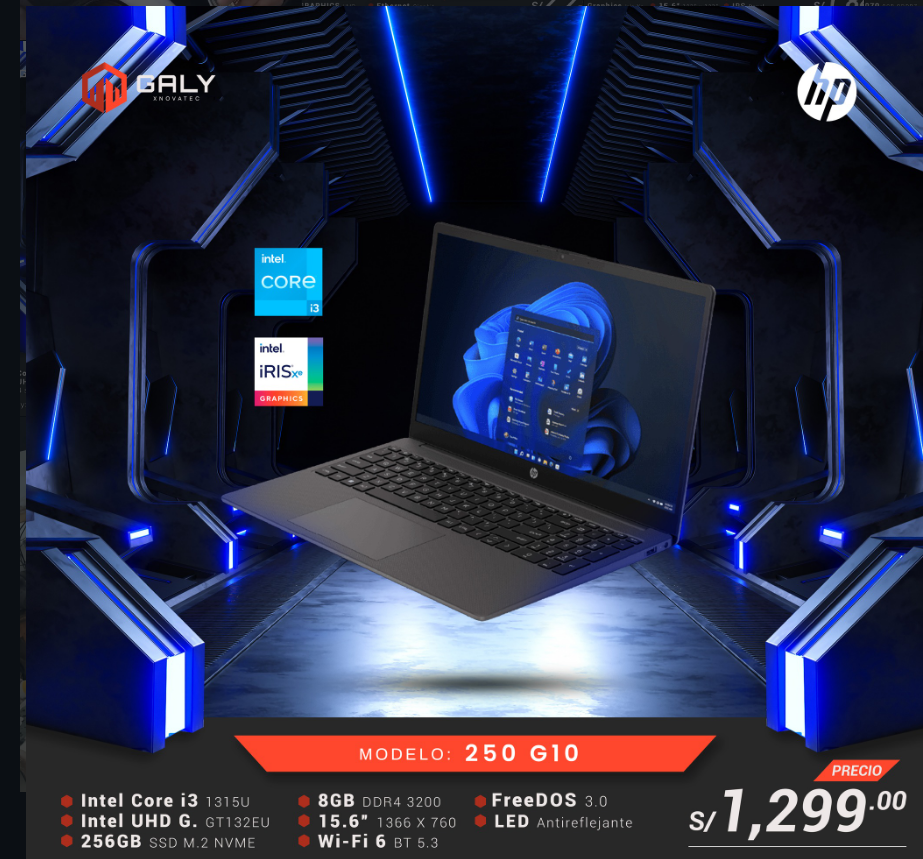 GALY
XNOVATEC
hp
intel.
CORE
i3
intel.
iRISxe
GRAPHICS
hp
MODELO: 250 G10
PRECIO
Intel Core i3 1315U
Intel UHD G. GT132EU
256GB SSD M.2 NVME
8GB DDR4 3200
15.6” 1366 X 760
Wi-Fi 6 BT 5.3
FreeDOS 3.0
LED Antireflejante
S/1,299.00